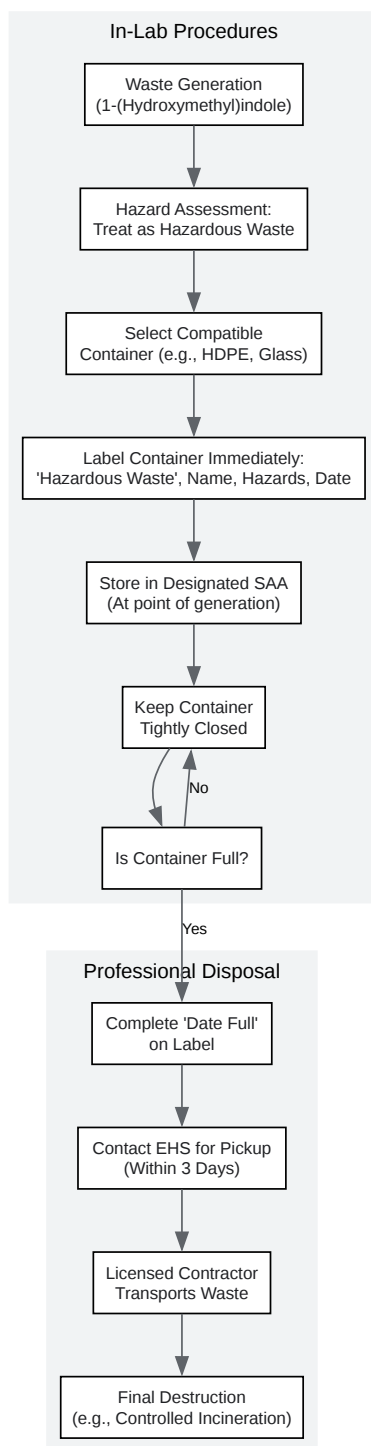 In-Lab Procedures
Waste Generation
(1-(Hydroxymethyl)indole)
Hazard Assessment:
Treat as Hazardous Waste
Select Compatible
Container (e.g., HDPE, Glass)
Label Container Immediately:
'Hazardous Waste', Name, Hazards, Date
Store in Designated SAA
(At point of generation)
Keep Container
Tightly Closed
No
Is Container Full?
Yes
Professional Disposal
Complete 'Date Full'
on Label
Contact EHS for Pickup
(Within 3 Days)
Licensed Contractor
Transports Waste
Final Destruction
(e.g., Controlled Incineration)